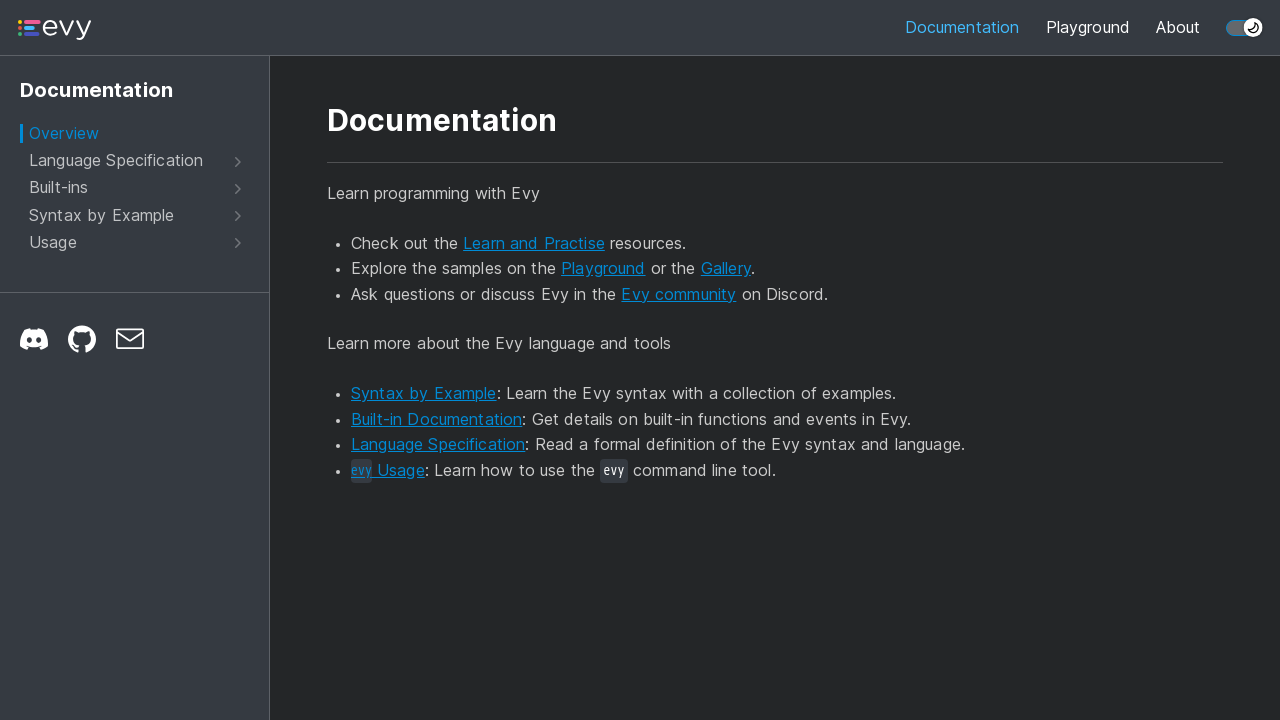 evy
Documentation
Playground
About
Documentation
Overview
Language Specification
Built-ins
Syntax by Example
Usage
Documentation
Learn programming with Evy
• Check out the Learn and Practise resources.
• Explore the samples on the Playground or the Gallery.
• Ask questions or discuss Evy in the Evy community on Discord.
Learn more about the Evy language and tools
• Syntax by Example: Learn the Evy syntax with a collection of examples.
• Built-in Documentation: Get details on built-in functions and events in Evy.
• Language Specification: Read a formal definition of the Evy syntax and language.
• evy Usage: Learn how to use the evy command line tool.